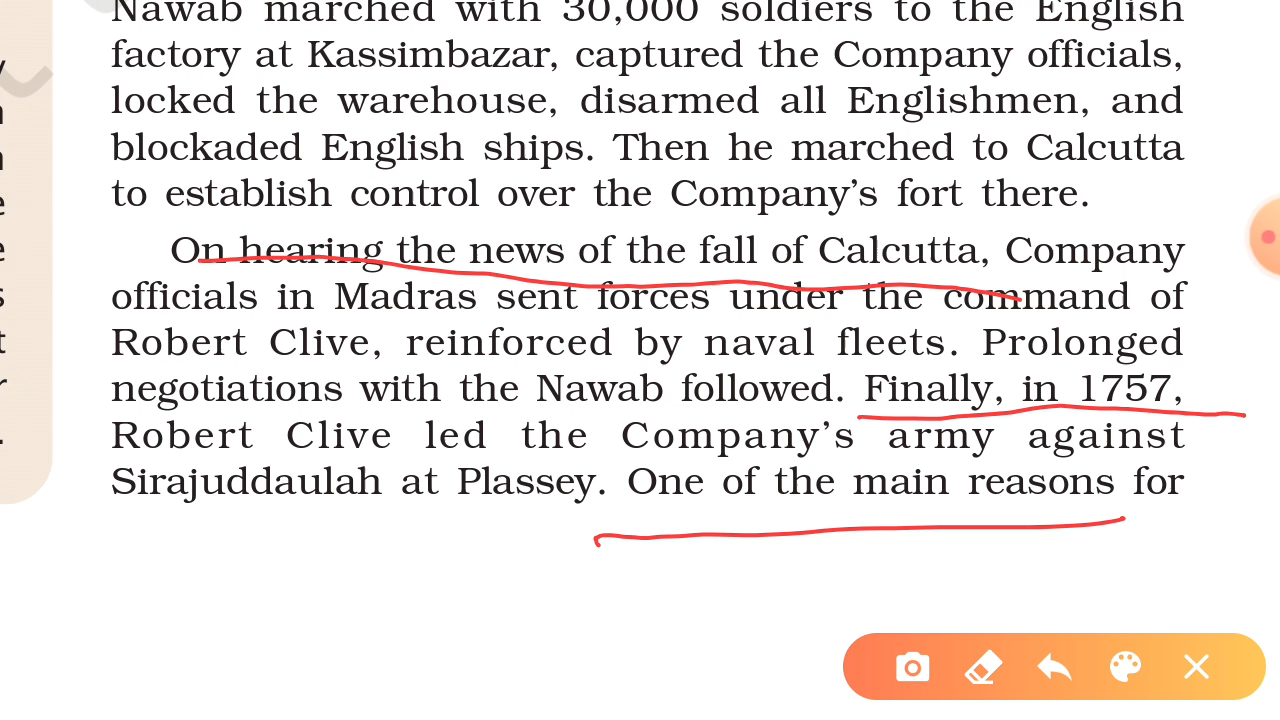 Nawab marched with 30,000 soldiers to the English
factory at Kassimbazar, captured the Company officials,
locked the warehouse, disarmed all Englishmen, and
blockaded English ships. Then he marched to Calcutta
to establish control over the Company's fort there.
On hearing the news of the fall of Calcutta, Company
officials in Madras sent forces under the command of
Robert Clive, reinforced by naval fleets. Prolonged
negotiations with the Nawab followed. Finally, in 1757,
Robert Clive led the Company's army against
Sirajuddaulah at Plassey. One of the main reasons for